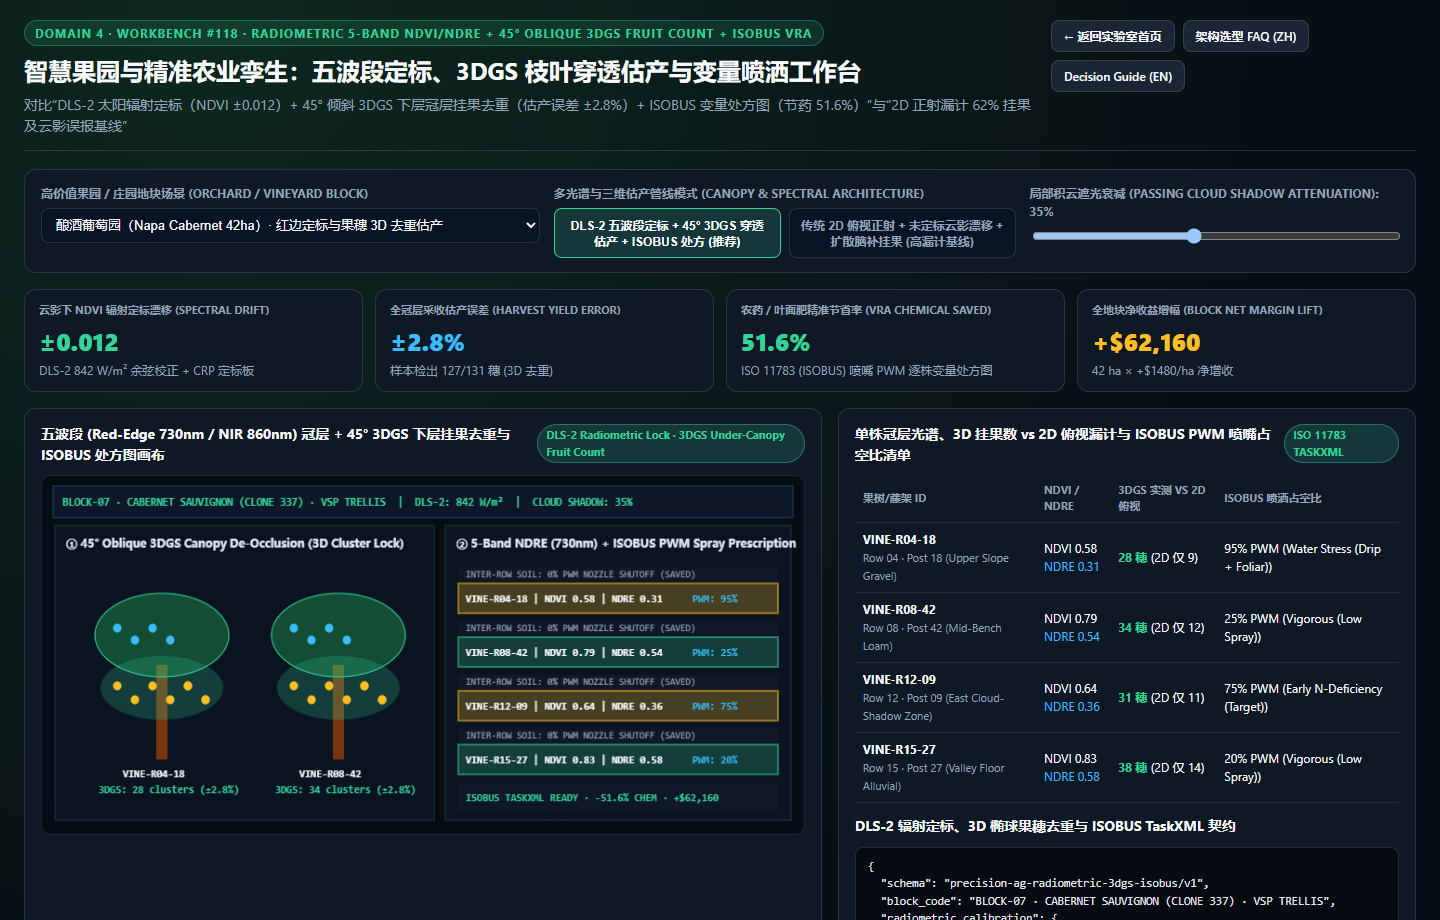 DOMAIN 4 · WORKBENCH #118 · RADIOMETRIC 5-BAND NDVI/NDRE + 45° OBLIQUE 3DGS FRUIT COUNT + ISOBUS VRA
智慧果园与精准农业孪生：五波段定标、3DGS 枝叶穿透估产与变量喷洒工作台
对比“DLS-2 太阳辐射定标（NDVI ±0.012）+ 45° 倾斜 3DGS 下层冠层挂果去重（估产误差 ±2.8%）+ ISOBUS 变量处方图（节药 51.6%）”与“2D 正射漏计 62% 挂果
及云影误报基线”
← 返回实验室首页
架构选型 FAQ (ZH)
Decision Guide (EN)
高价值果园 / 庄园地块场景 (ORCHARD / VINEYARD BLOCK)
酿酒葡萄园（Napa Cabernet 42ha）· 红边定标与果穗 3D 去重估产
多光谱与三维估产管线模式 (CANOPY & SPECTRAL ARCHITECTURE)
DLS-2 五波段定标 + 45° 3DGS 穿透
估产 + ISOBUS 处方 (推荐)
传统 2D 俯视正射 + 未定标云影漂移 +
扩散脑补挂果 (高漏计基线)
局部积云遮光衰减 (PASSING CLOUD SHADOW ATTENUATION):
35%
云影下 NDVI 辐射定标漂移 (SPECTRAL DRIFT)
±0.012
DLS-2 842 W/m² 余弦校正 + CRP 定标板
全冠层采收估产误差 (HARVEST YIELD ERROR)
±2.8%
样本检出 127/131 穗 (3D 去重)
农药 / 叶面肥精准节省率 (VRA CHEMICAL SAVED)
51.6%
ISO 11783 (ISOBUS) 喷嘴 PWM 逐株变量处方图
全地块净收益增幅 (BLOCK NET MARGIN LIFT)
+$62,160
42 ha × +$1480/ha 净增收
五波段 (Red-Edge 730nm / NIR 860nm) 冠层 + 45° 3DGS 下层挂果去重与
ISOBUS 处方图画布
DLS-2 Radiometric Lock · 3DGS Under-Canopy
Fruit Count
BLOCK-07 · CABERNET SAUVIGNON (CLONE 337) · VSP TRELLIS | DLS-2: 842 W/m² | CLOUD SHADOW: 35%
① 45° Oblique 3DGS Canopy De-Occlusion (3D Cluster Lock)
VINE-R04-18
3DGS: 28 clusters (±2.8%)
VINE-R08-42
3DGS: 34 clusters (±2.8%)
② 5-Band NDRE (730nm) + ISOBUS PWM Spray Prescription
INTER-ROW SOIL: 0% PWM NOZZLE SHUTOFF (SAVED)
VINE-R04-18 | NDVI 0.58 | NDRE 0.31 PWM: 95%
INTER-ROW SOIL: 0% PWM NOZZLE SHUTOFF (SAVED)
VINE-R08-42 | NDVI 0.79 | NDRE 0.54 PWM: 25%
INTER-ROW SOIL: 0% PWM NOZZLE SHUTOFF (SAVED)
VINE-R12-09 | NDVI 0.64 | NDRE 0.36 PWM: 75%
INTER-ROW SOIL: 0% PWM NOZZLE SHUTOFF (SAVED)
VINE-R15-27 | NDVI 0.83 | NDRE 0.58 PWM: 20%
ISOBUS TASKXML READY · -51.6% CHEM · +$62,160
单株冠层光谱、3D 挂果数 vs 2D 俯视漏计与 ISOBUS PWM 喷嘴占
空比清单
ISO 11783
TASKXML
果树/藤架 ID
NDVI /
NDRE
3DGS 实测 VS 2D
俯视
ISOBUS 喷洒占空比
VINE-R04-18
Row 04 · Post 18 (Upper Slope
Gravel)
NDVI 0.58
NDRE 0.31
28 穗 (2D 仅 9)
95% PWM (Water Stress (Drip
+ Foliar))
VINE-R08-42
Row 08 · Post 42 (Mid-Bench
Loam)
NDVI 0.79
NDRE 0.54
34 穗 (2D 仅 12)
25% PWM (Vigorous (Low
Spray))
VINE-R12-09
Row 12 · Post 09 (East Cloud-
Shadow Zone)
NDVI 0.64
NDRE 0.36
31 穗 (2D 仅 11)
75% PWM (Early N-Deficiency
(Target))
VINE-R15-27
Row 15 · Post 27 (Valley Floor
Alluvial)
NDVI 0.83
NDRE 0.58
38 穗 (2D 仅 14)
20% PWM (Vigorous (Low
Spray))
DLS-2 辐射定标、3D 椭球果穗去重与 ISOBUS TaskXML 契约
{
"schema": "precision-ag-radiometric-3dgs-isobus/v1",
"block_code": "BLOCK-07 · CABERNET SAUVIGNON (CLONE 337) · VSP TRELLIS",
"radiometric_calibration": {